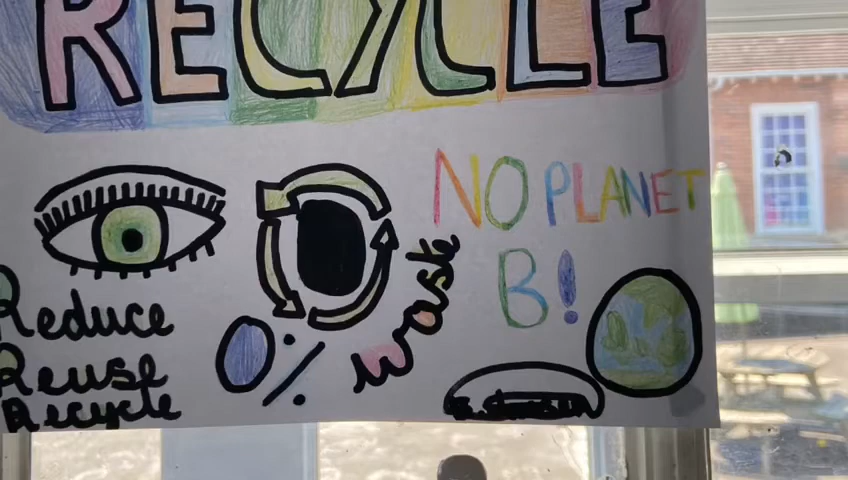 RECYCLE
NO PLANET
B!
Reduce
Reuse
Recycle
0% waste